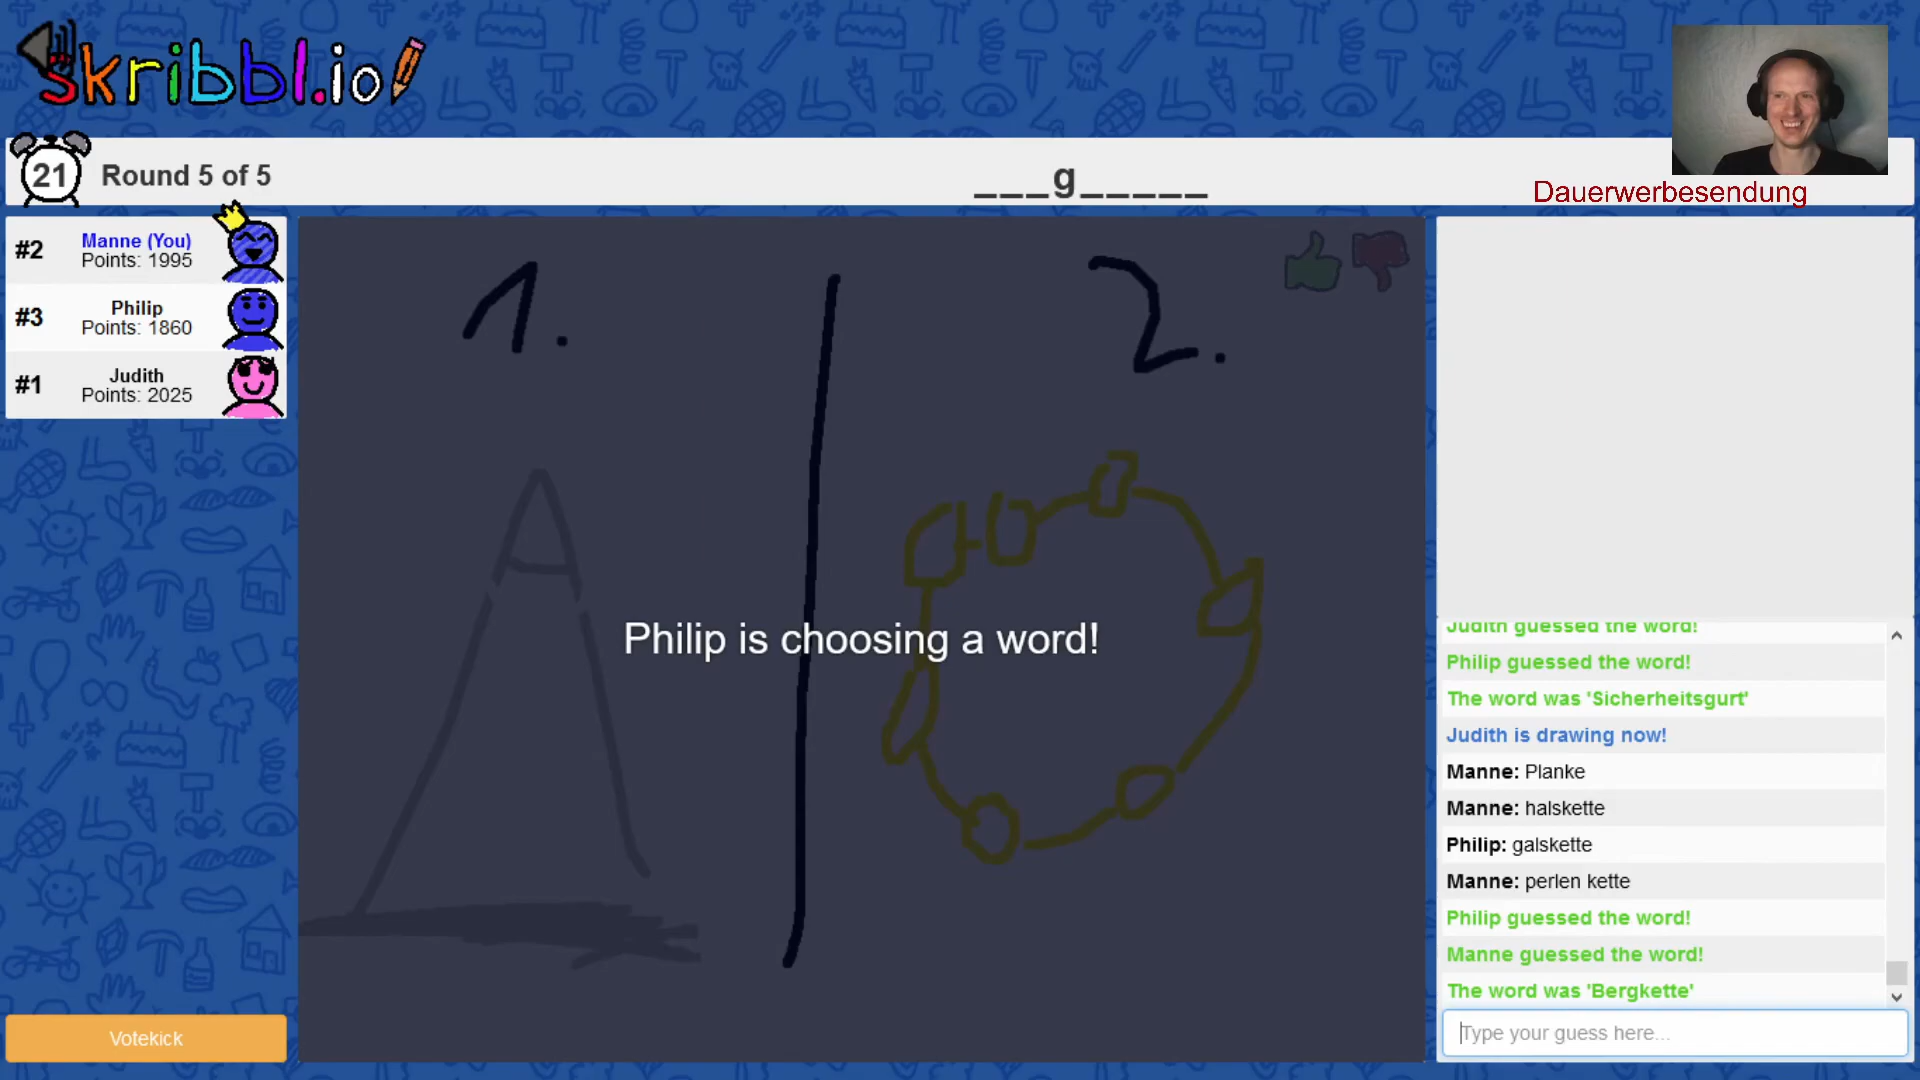 skribbl.io
21
Round 5 of 5
___g_____
Dauerwerbesendung
#2
Manne (You)
Points: 1995
#3
Philip
Points: 1860
#1
Judith
Points: 2025
1.
2.
Philip is choosing a word!
Judith guessed the word!
Philip guessed the word!
The word was 'Sicherheitsgurt'
Judith is drawing now!
Manne: Planke
Manne: halskette
Philip: galskette
Manne: perlen kette
Philip guessed the word!
Manne guessed the word!
The word was 'Bergkette'
Type your guess here...
Votekick